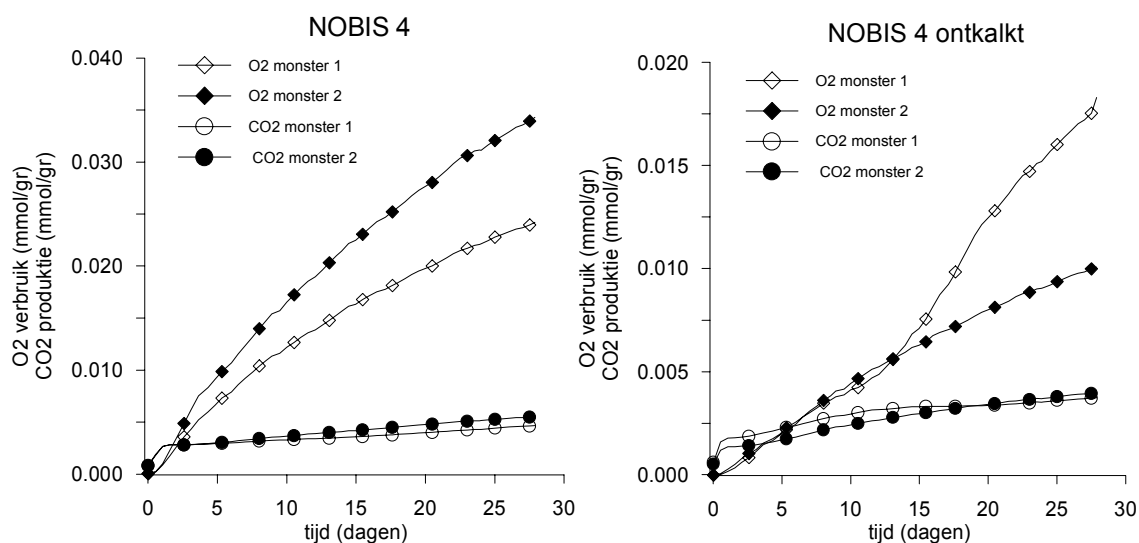 NOBIS 4
O2 monster 1
O2 monster 2
CO2 monster 1
CO2 monster 2
O2 verbruik (mmol/gr)
CO2 produktie (mmol/gr)
0.040
0.030
0.020
0.010
0.000
0 5 10 15 20 25 30
tijd (dagen)
NOBIS 4 ontkalkt
O2 monster 1
O2 monster 2
CO2 monster 1
CO2 monster 2
O2 verbruik (mmol/gr)
CO2 produktie (mmol/gr)
0.020
0.015
0.010
0.005
0.000
0 5 10 15 20 25 30
tijd (dagen)